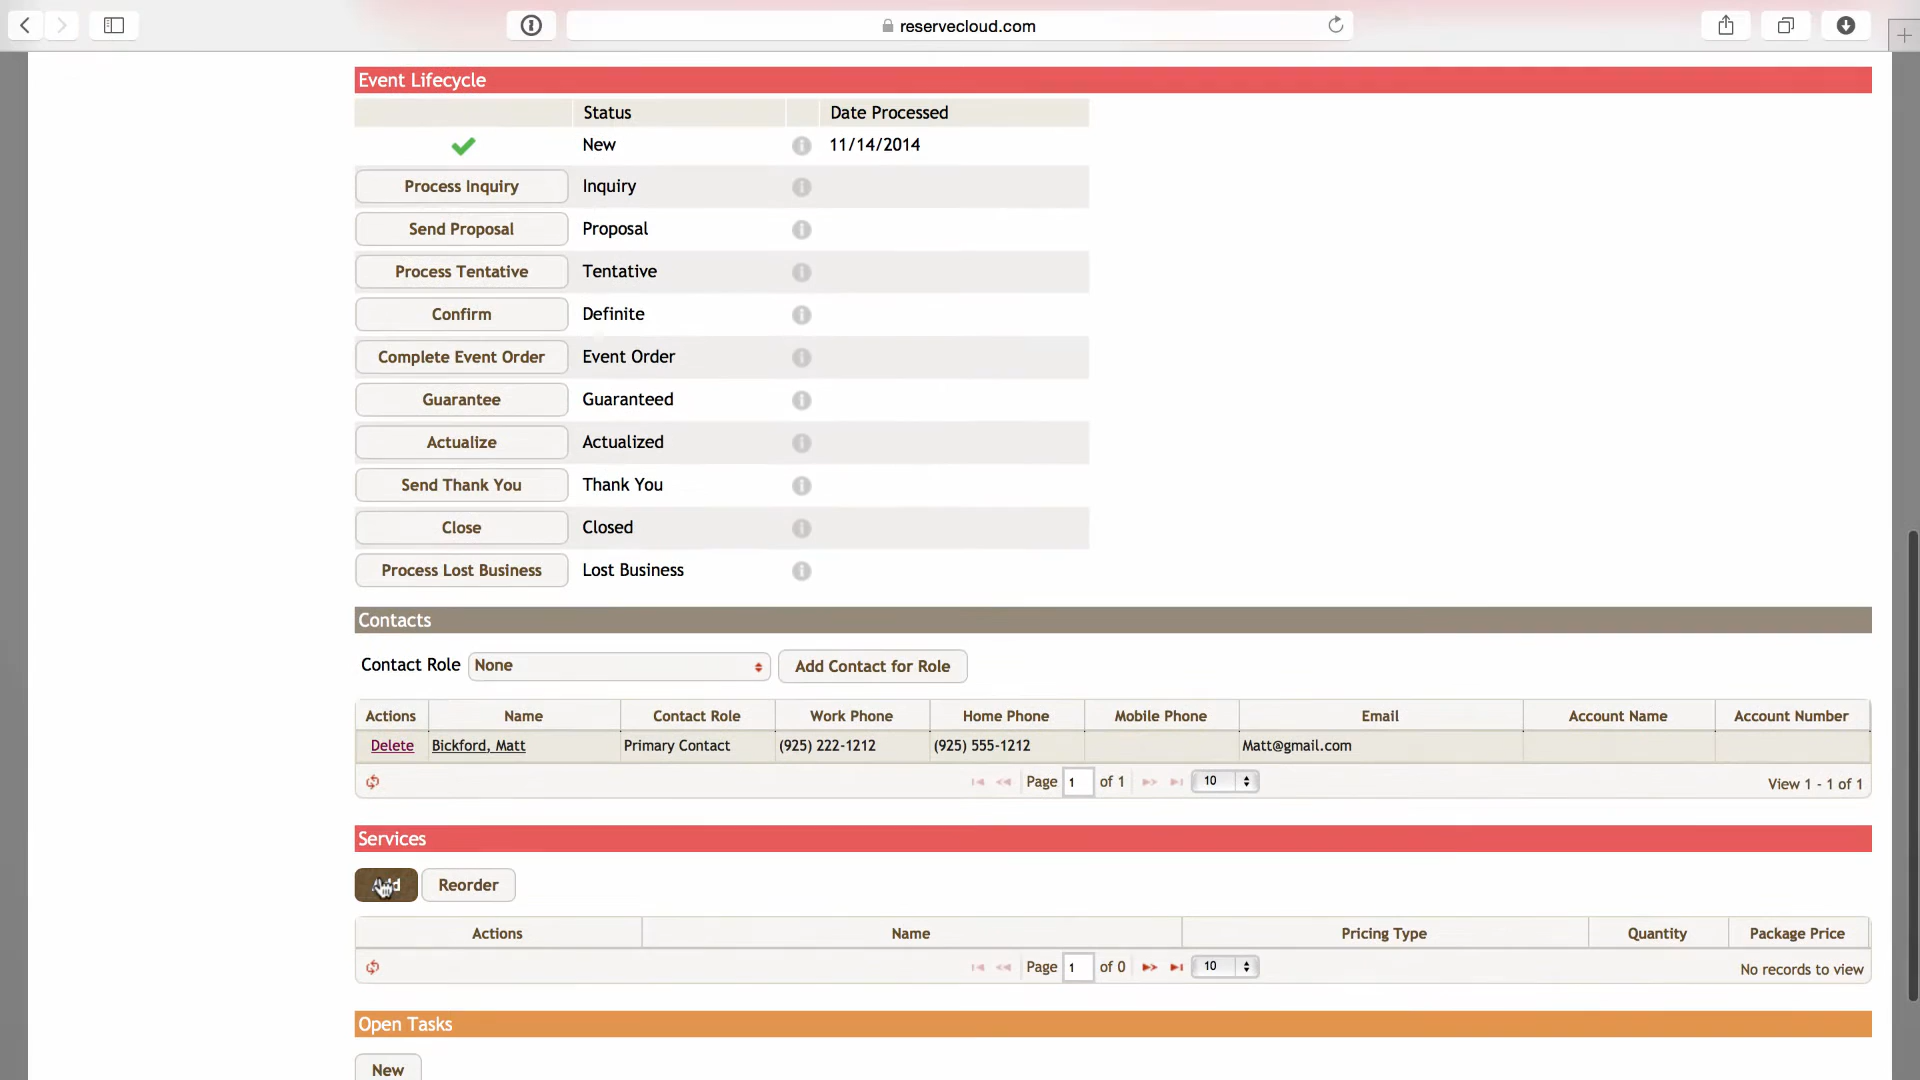 reservecloud.com
Event Lifecycle
Status Date Processed
New 11/14/2014
Process Inquiry Inquiry
Send Proposal Proposal
Process Tentative Tentative
Confirm Definite
Complete Event Order Event Order
Guarantee Guaranteed
Actualize Actualized
Send Thank You Thank You
Close Closed
Process Lost Business Lost Business
Contacts
Contact Role None Add Contact for Role
Actions Name Contact Role Work Phone Home Phone Mobile Phone Email Account Name Account Number
Delete Bickford, Matt Primary Contact (925) 222-1212 (925) 555-1212 Matt@gmail.com
Page 1 of 1 10 View 1 - 1 of 1
Services
Add Reorder
Actions Name Pricing Type Quantity Package Price
Page 1 of 0 10 No records to view
Open Tasks
New